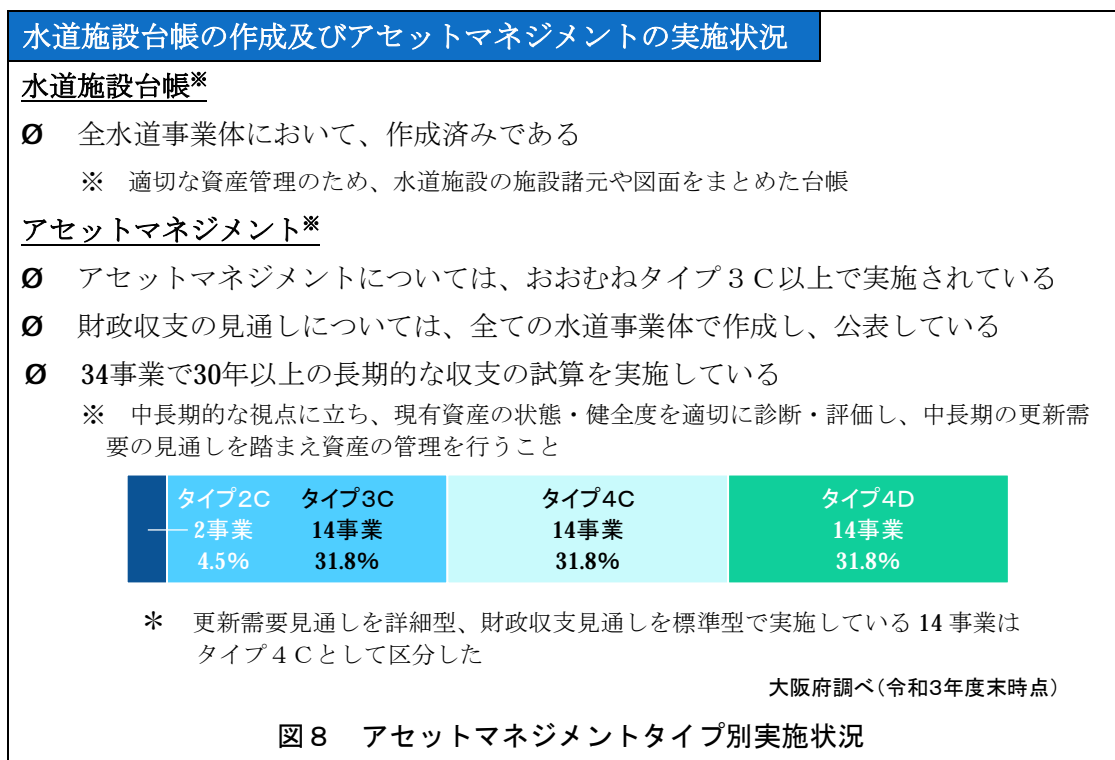 水道施設台帳の作成及びアセットマネジメントの実施状況
水道施設台帳※
Ø 全水道事業体において、作成済みである
※ 適切な資産管理のため、水道施設の施設諸元や図面をまとめた台帳
アセットマネジメント※
Ø アセットマネジメントについては、おおむねタイプ３Ｃ以上で実施されている
Ø 財政収支の見通しについては、全ての水道事業体で作成し、公表している
Ø 34事業で30年以上の長期的な収支の試算を実施している
※ 中長期的な視点に立ち、現有資産の状態・健全度を適切に診断・評価し、中長期の更新需
要の見通しを踏まえ資産の管理を行うこと
タイプ2C タイプ3C タイプ4C タイプ4D
2事業 14事業 14事業 14事業
4.5% 31.8% 31.8% 31.8%
＊ 更新需要見通しを詳細型、財政収支見通しを標準型で実施している 14 事業は
タイプ４Ｃとして区分した
大阪府調べ（令和3年度末時点）
図８ アセットマネジメントタイプ別実施状況